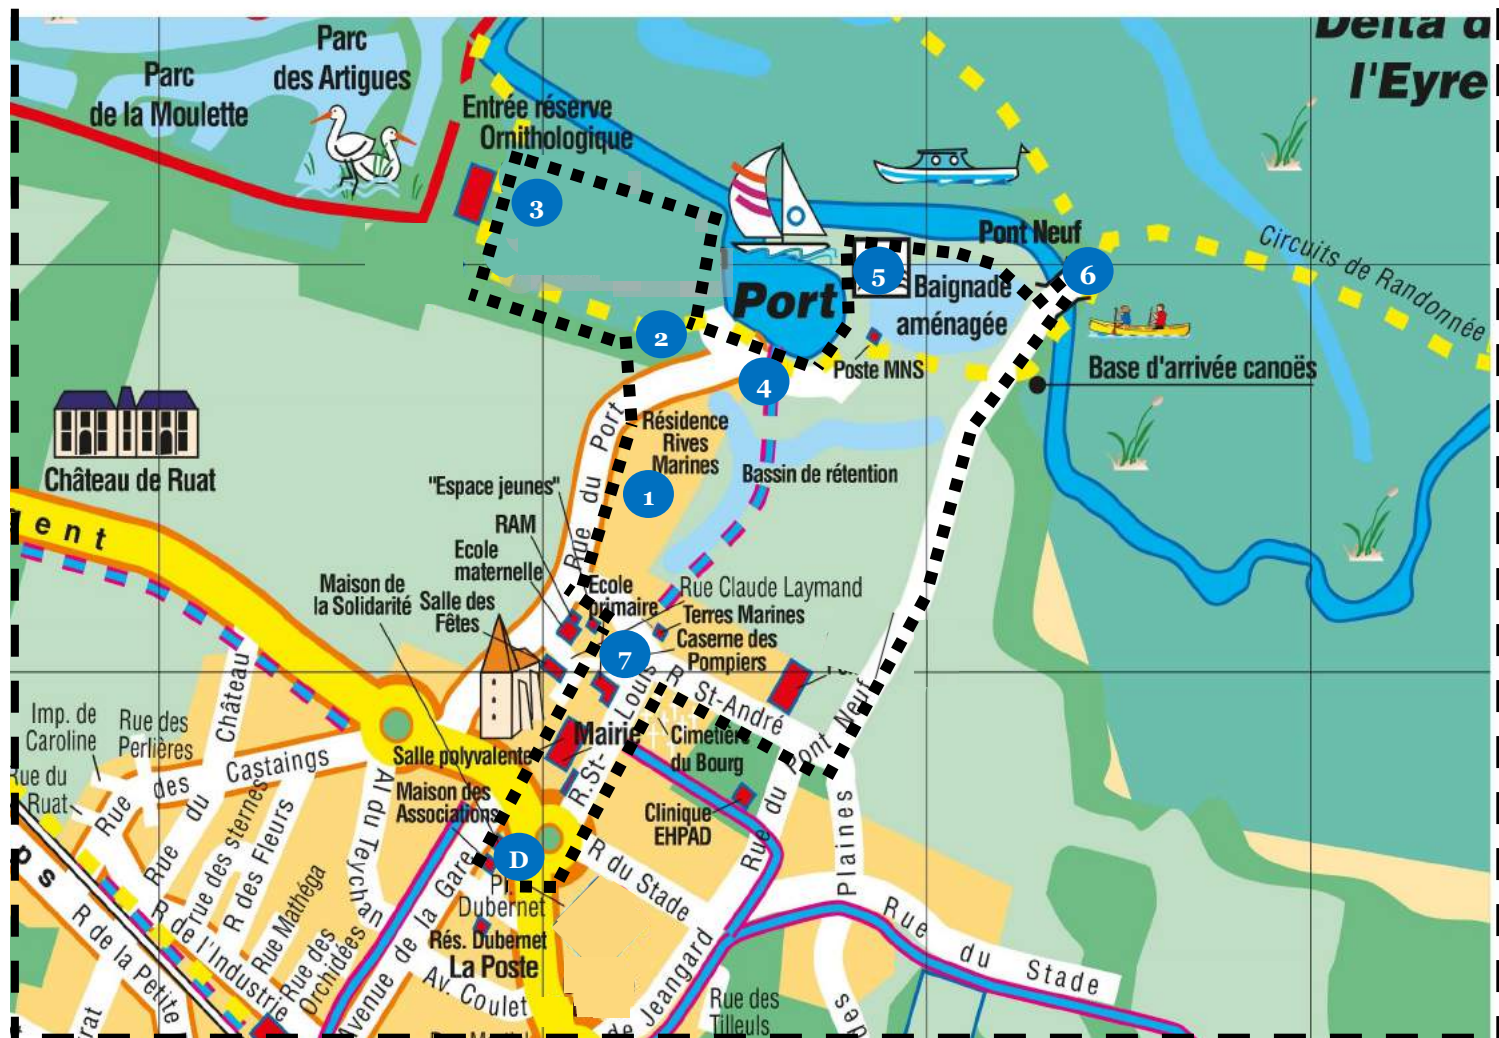 Delta d
l'Eyre
Parc
des Artigues
Parc
de la Moulette
Entrée réserve
Ornithologique
3
Pont Neuf
Circuits de Randonnée
5
6
Baignade
aménagée
Port
2
Poste MNS
4
Base d'arrivée canoës
Résidence
Rives
Marines
Rue du Port
Château de Ruat
Bassin de rétention
"Espace jeunes"
1
RAM
gent
Ecole
maternelle
Maison de
la Solidarité
Salle des
Fêtes
Ecole
primaire
Rue Claude Laymand
Terres Marines
Caserne des
Pompiers
7
R St-André
R.St-Louis
Imp. de
Caroline
Rue des
Perlières
Rue du Château
Mairie
Cimetière
du Bourg
Rue du Pont Neuf
Salle polyvalente
Rue des Castaings
Rue du
Ruat
Maison des
Associations
Clinique
EHPAD
Al du Teychan
rue des sternes
R des Fleurs
D
R du Stade
Plaines
Pl.
Dubernet
Rue Mathéga
R de l'Industrie
Rue des
Orchidées
Avenue de la Gare
Rés. Dubernet
La Poste
Av. Coulet
ps
R de la Petite
Rue du Stade
de Jeangard
Rue des
Tilleuls
des
rat